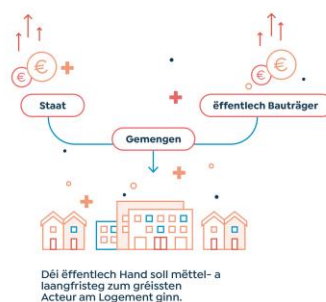 Staat
ëffentlech Bauträger
Gemengen
Déi ëffentlech Hand soll mëttel- a
laangfristeg zum gréissten
Acteur am Logement ginn.